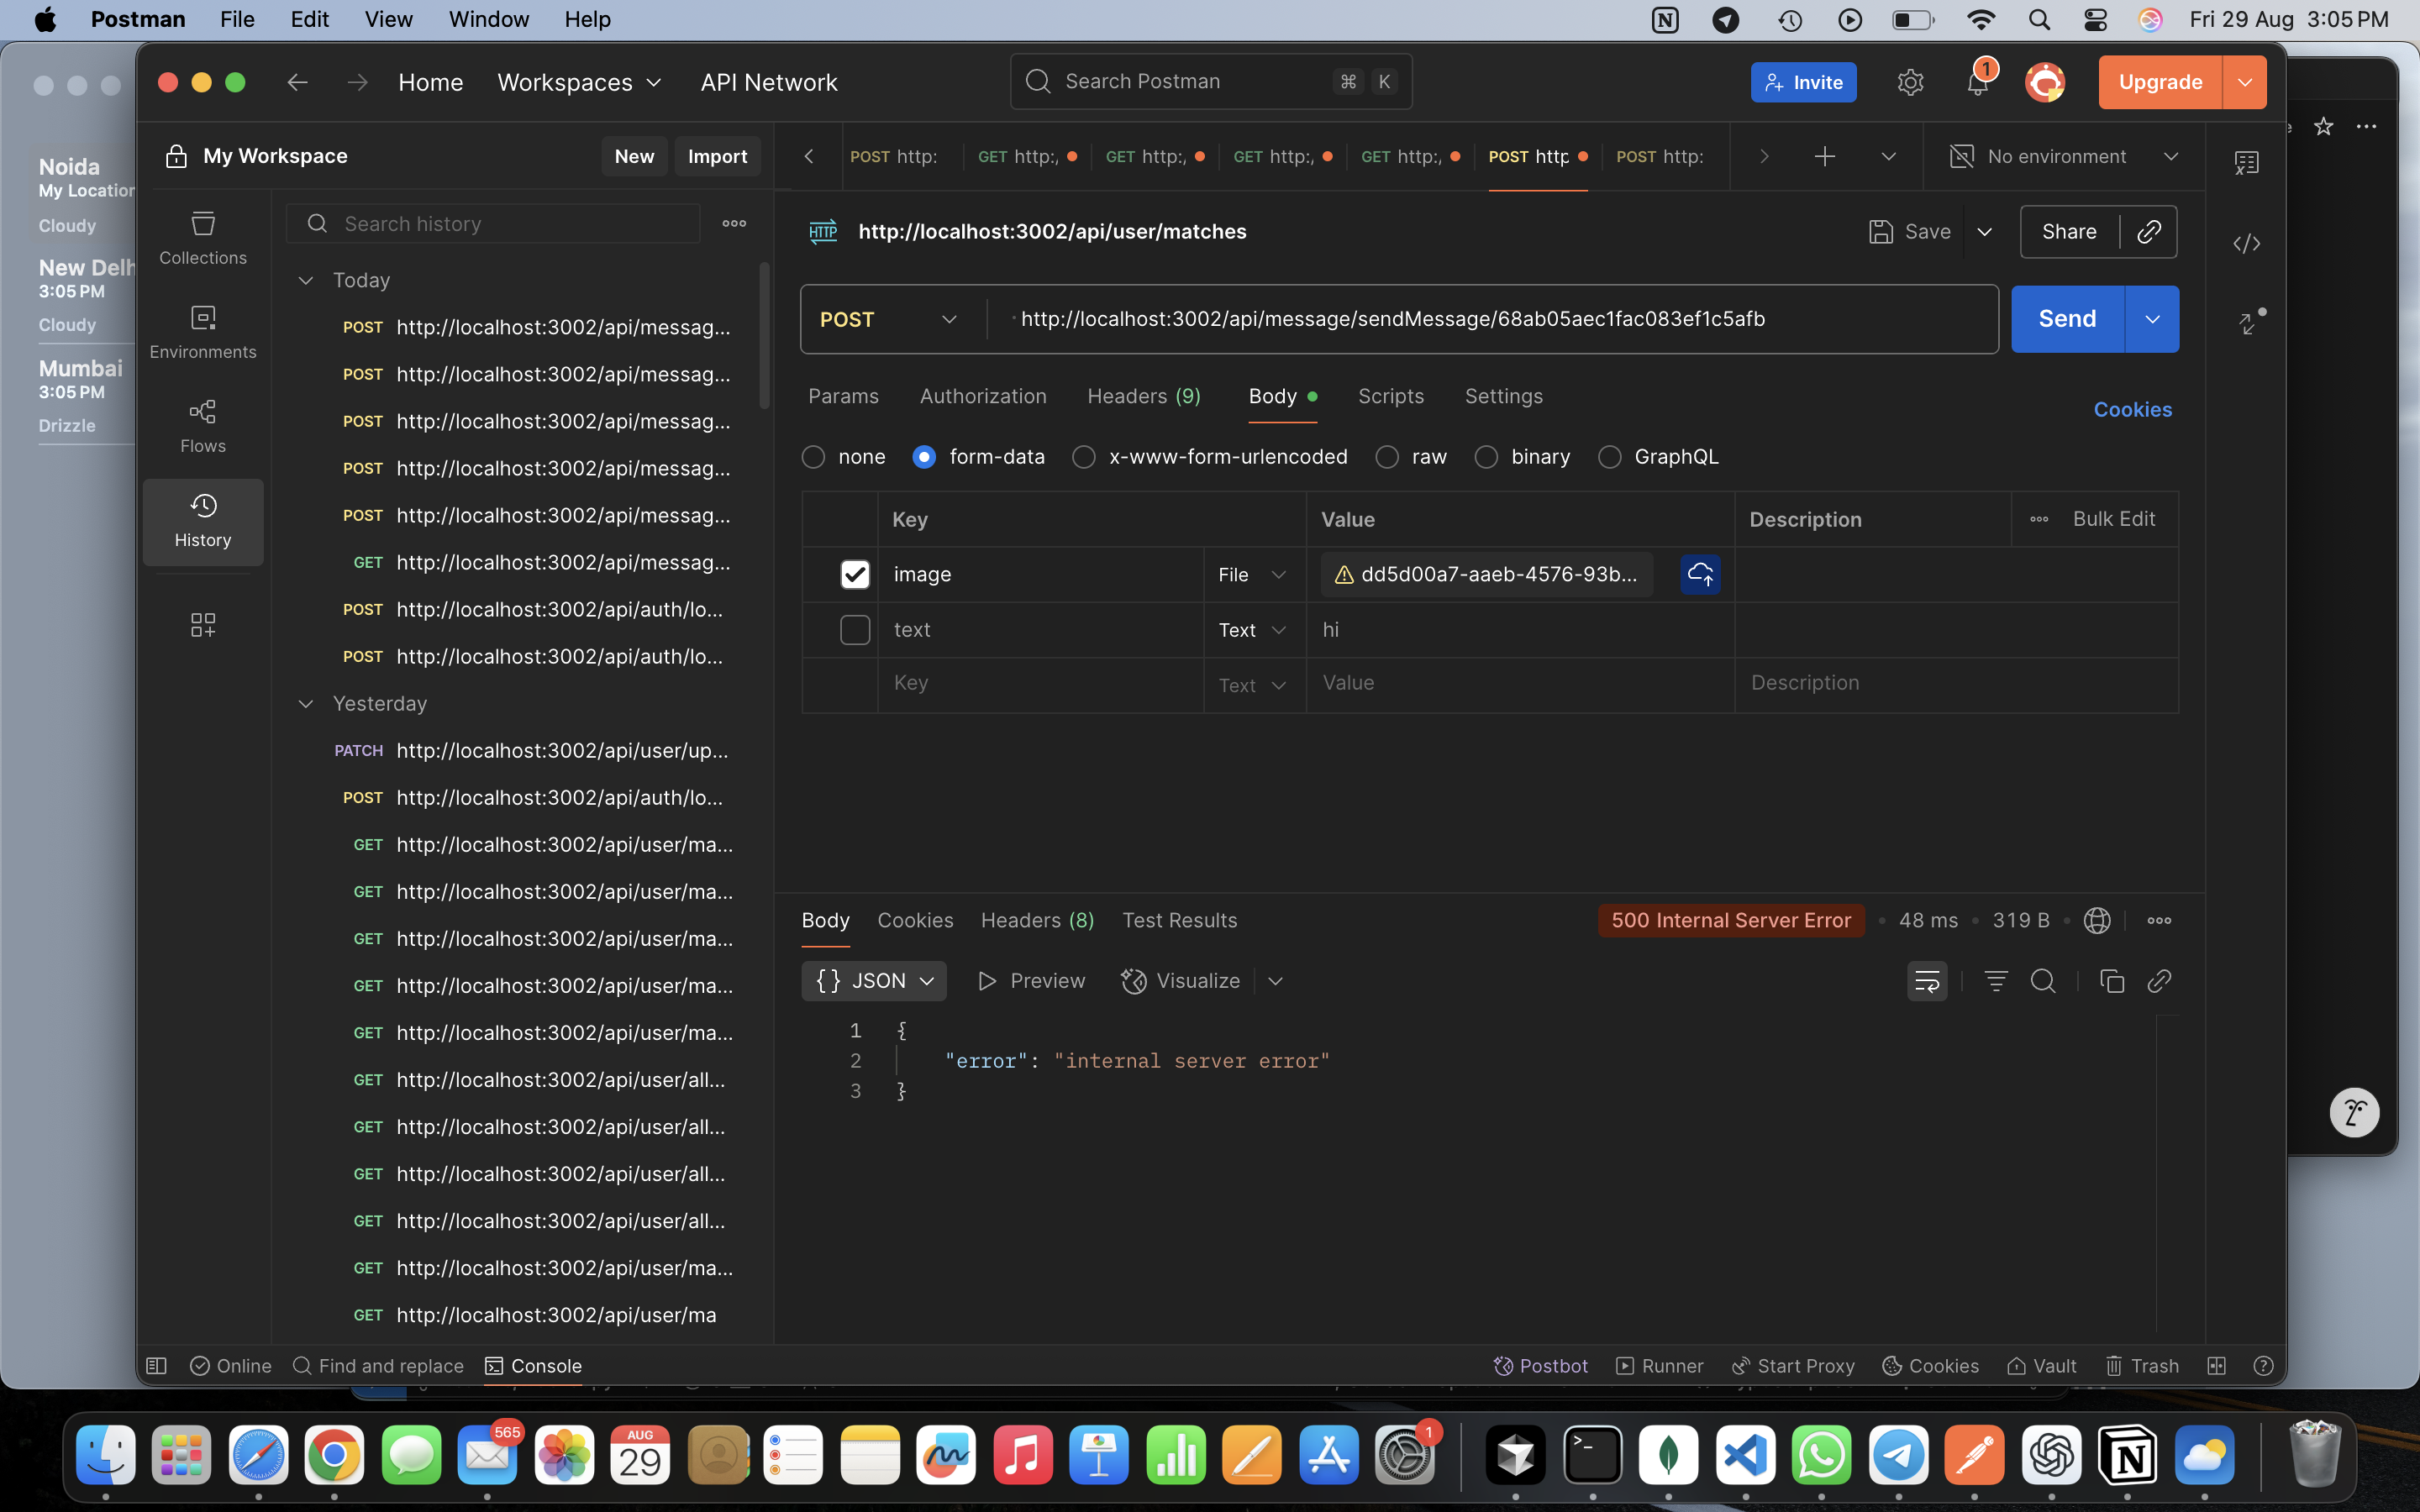 Postman File Edit View Window Help Fri 29 Aug 3:05 PM
Home Workspaces API Network Search Postman ⌘ K Invite 1 Upgrade
Noida
My Location
Cloudy
New Delh
3:05 PM
Cloudy
Mumbai
3:05 PM
Drizzle
My Workspace New Import
POST http: GET http:, GET http:, GET http:, GET http:, POST http POST http: No environment
Collections
Environments
Flows
History
Search history
Today
POST http://localhost:3002/api/messag...
POST http://localhost:3002/api/messag...
POST http://localhost:3002/api/messag...
POST http://localhost:3002/api/messag...
POST http://localhost:3002/api/messag...
GET http://localhost:3002/api/messag...
POST http://localhost:3002/api/auth/lo...
POST http://localhost:3002/api/auth/lo...
Yesterday
PATCH http://localhost:3002/api/user/up...
POST http://localhost:3002/api/auth/lo...
GET http://localhost:3002/api/user/ma...
GET http://localhost:3002/api/user/ma...
GET http://localhost:3002/api/user/ma...
GET http://localhost:3002/api/user/ma...
GET http://localhost:3002/api/user/ma...
GET http://localhost:3002/api/user/all...
GET http://localhost:3002/api/user/all...
GET http://localhost:3002/api/user/all...
GET http://localhost:3002/api/user/all...
GET http://localhost:3002/api/user/ma...
GET http://localhost:3002/api/user/ma
HTTP http://localhost:3002/api/user/matches Save Share
POST http://localhost:3002/api/message/sendMessage/68ab05aec1fac083ef1c5afb Send
Params Authorization Headers (9) Body Scripts Settings Cookies
none form-data x-www-form-urlencoded raw binary GraphQL
Key Value Description Bulk Edit
image File dd5d00a7-aaeb-4576-93b...
text Text hi
Key Text Value Description
Body Cookies Headers (8) Test Results 500 Internal Server Error 48 ms 319 B
{} JSON Preview Visualize
1 {
2 "error": "internal server error"
3 }
Online Find and replace Console Postbot Runner Start Proxy Cookies Vault Trash
565
AUG
29
1